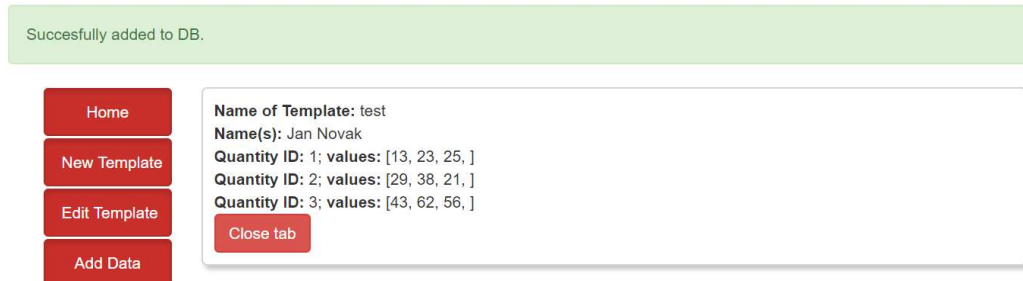 Succesfully added to DB.
Home
New Template
Edit Template
Add Data
Name of Template: test
Name(s): Jan Novak
Quantity ID: 1; values: [13, 23, 25, ]
Quantity ID: 2; values: [29, 38, 21, ]
Quantity ID: 3; values: [43, 62, 56, ]
Close tab